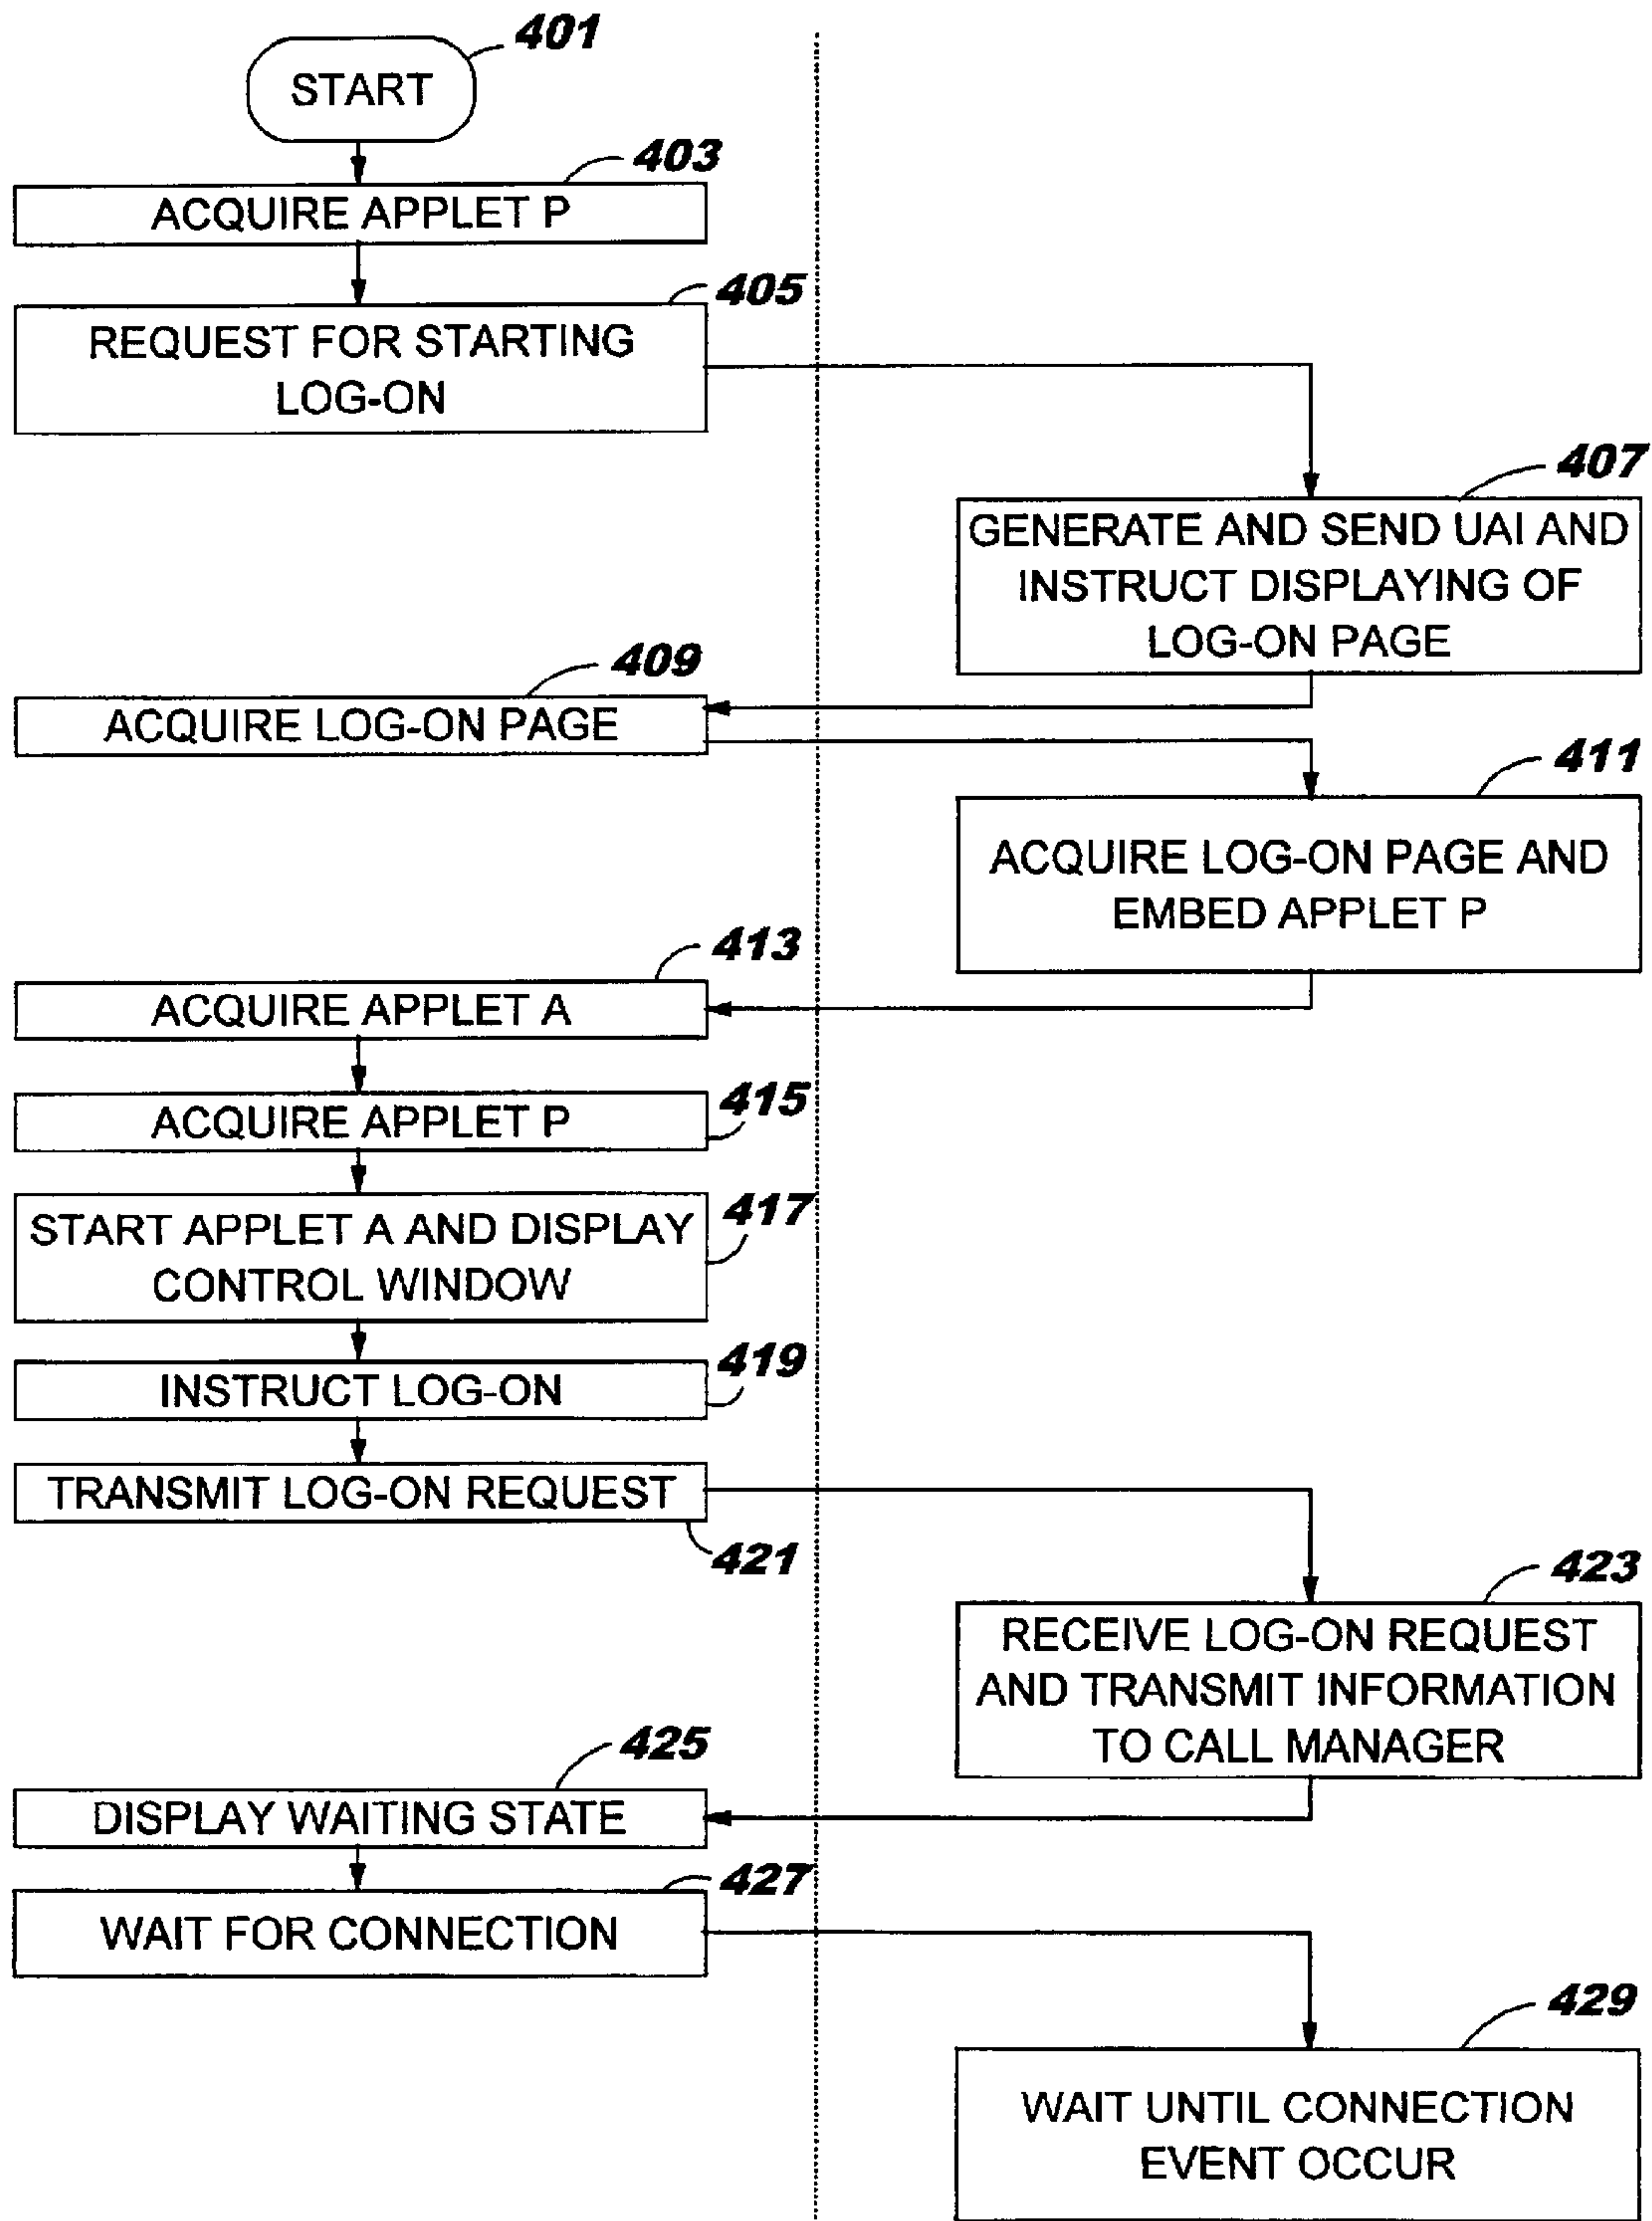 401
START
403
ACQUIRE APPLET P
405
REQUEST FOR STARTING
LOG-ON
407
GENERATE AND SEND UAI AND
INSTRUCT DISPLAYING OF
LOG-ON PAGE
409
ACQUIRE LOG-ON PAGE
411
ACQUIRE LOG-ON PAGE AND
EMBED APPLET P
413
ACQUIRE APPLET A
415
ACQUIRE APPLET P
417
START APPLET A AND DISPLAY
CONTROL WINDOW
419
INSTRUCT LOG-ON
TRANSMIT LOG-ON REQUEST
421
423
RECEIVE LOG-ON REQUEST
AND TRANSMIT INFORMATION
TO CALL MANAGER
425
DISPLAY WAITING STATE
427
WAIT FOR CONNECTION
429
WAIT UNTIL CONNECTION
EVENT OCCUR